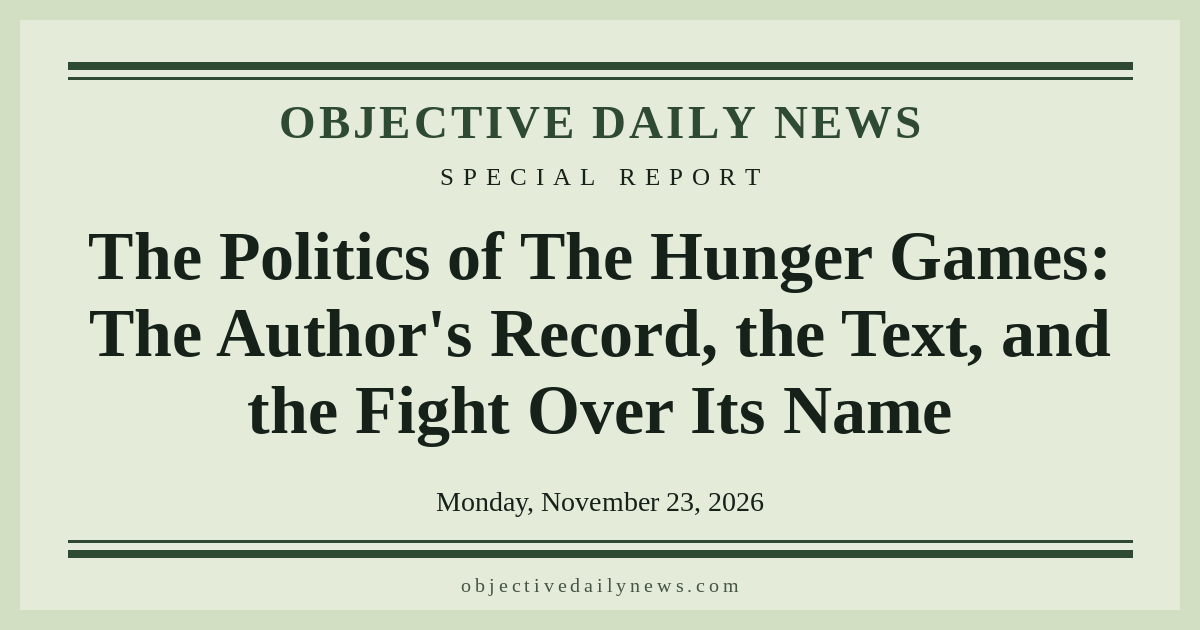 OBJECTIVE DAILY NEWS
SPECIAL REPORT
The Politics of The Hunger Games:
The Author's Record, the Text, and
the Fight Over Its Name
Monday, November 23, 2026
objectivedailynews.com